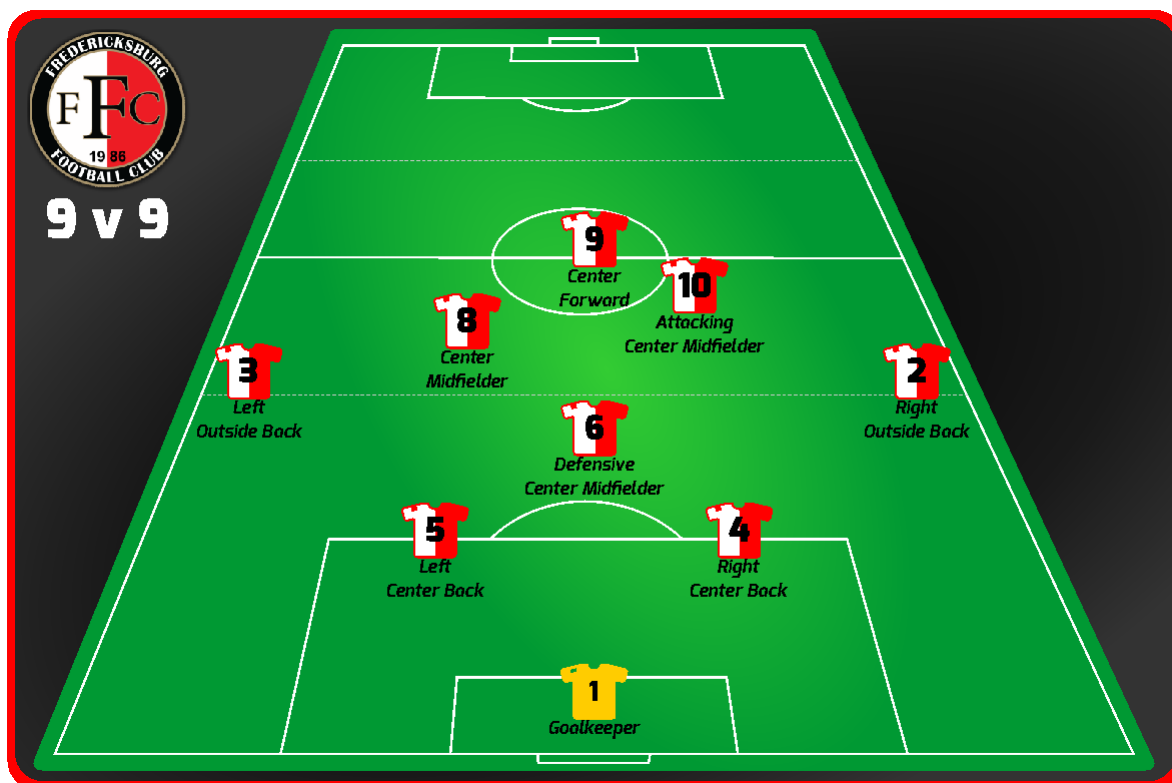 FREDERICKSBURG
F F C
19 86
FOOTBALL CLUB
9 v 9
9
Center
Forward
10
Attacking
Center Midfielder
8
Center
Midfielder
3
Left
Outside Back
2
Right
Outside Back
6
Defensive
Center Midfielder
5
Left
Center Back
4
Right
Center Back
1
Goalkeeper